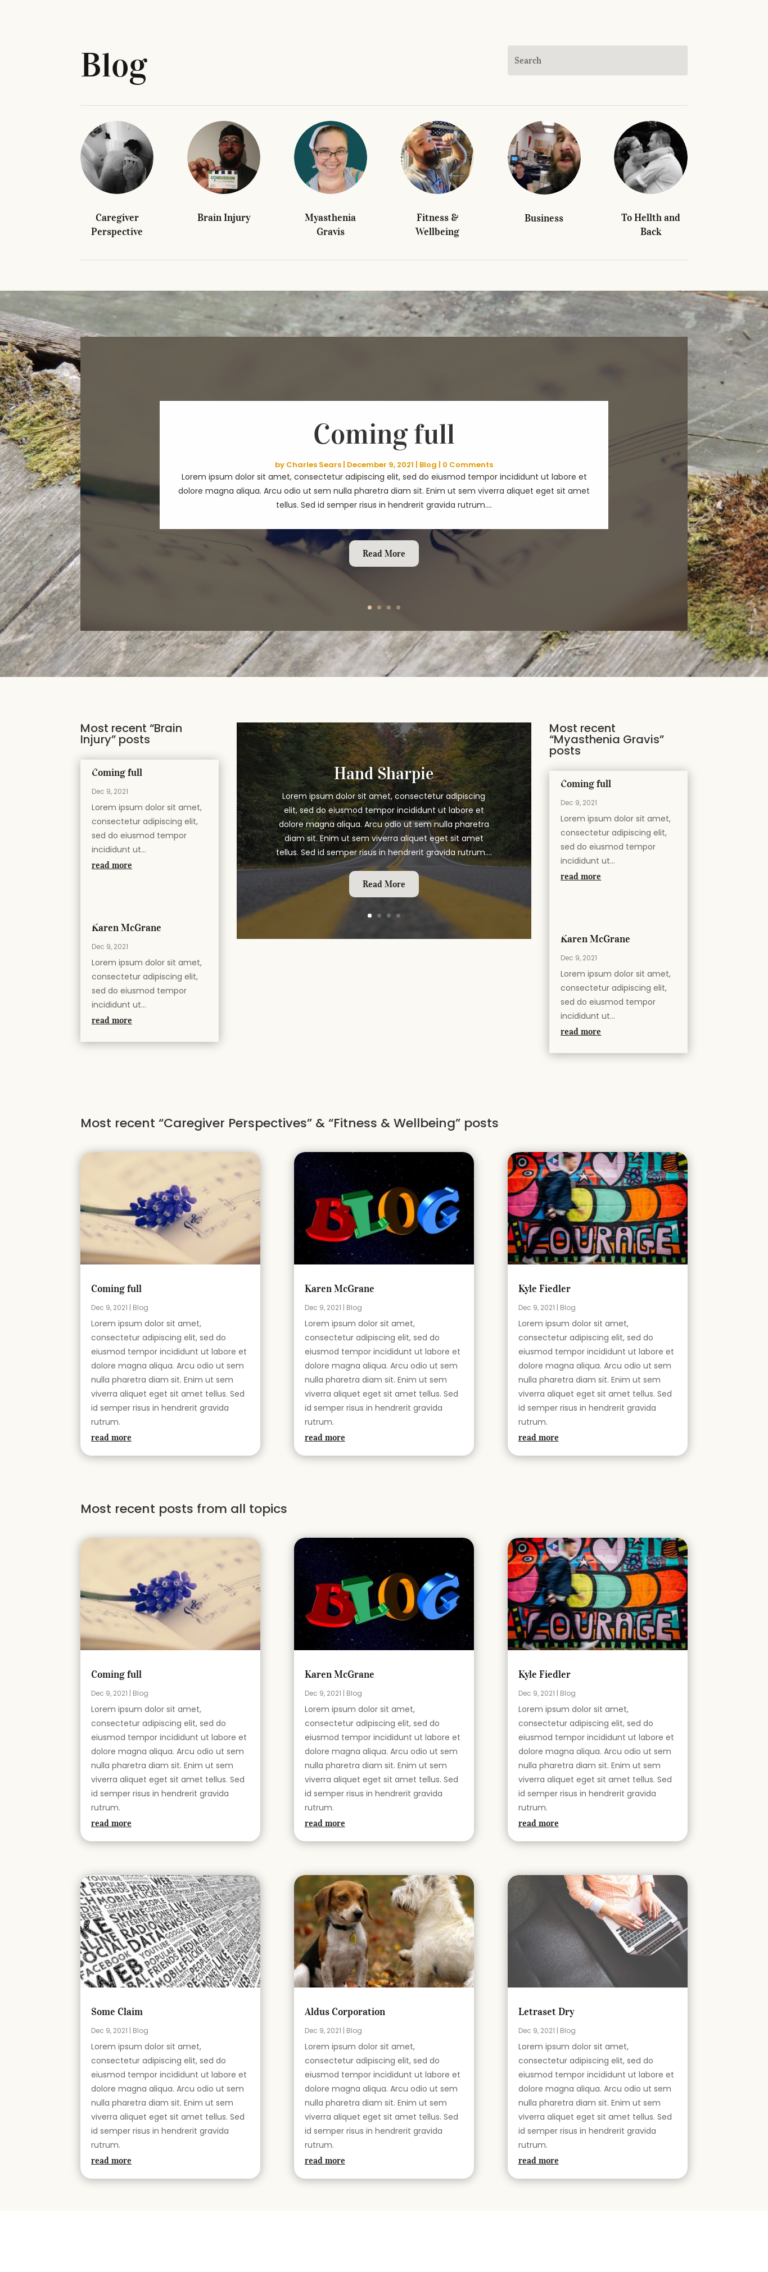 Blog
Search
Caregiver
Perspective
Brain Injury
Myasthenia
Gravis
Fitness &
Wellbeing
Business
To Hellth and
Back
Coming full
by Charles Sears | December 9, 2021 | Blog | 0 Comments
Lorem ipsum dolor sit amet, consectetur adipiscing elit, sed do eiusmod tempor incididunt ut labore et
dolore magna aliqua. Arcu odio ut sem nulla pharetra diam sit. Enim ut sem viverra aliquet eget sit amet
tellus. Sed id semper risus in hendrerit gravida rutrum....
Read More
Most recent “Brain
Injury” posts
Coming full
Dec 9, 2021
Lorem ipsum dolor sit amet,
consectetur adipiscing elit,
sed do eiusmod tempor
incididunt ut...
read more
Karen McGrane
Dec 9, 2021
Lorem ipsum dolor sit amet,
consectetur adipiscing elit,
sed do eiusmod tempor
incididunt ut...
read more
Hand Sharpie
Lorem ipsum dolor sit amet, consectetur adipiscing
elit, sed do eiusmod tempor incididunt ut labore et
dolore magna aliqua. Arcu odio ut sem nulla pharetra
diam sit. Enim ut sem viverra aliquet eget sit amet
tellus. Sed id semper risus in hendrerit gravida rutrum....
Read More
Most recent
“Myasthenia Gravis”
posts
Coming full
Dec 9, 2021
Lorem ipsum dolor sit amet,
consectetur adipiscing elit,
sed do eiusmod tempor
incididunt ut...
read more
Karen McGrane
Dec 9, 2021
Lorem ipsum dolor sit amet,
consectetur adipiscing elit,
sed do eiusmod tempor
incididunt ut...
read more
Most recent “Caregiver Perspectives” & “Fitness & Wellbeing” posts
Coming full
Dec 9, 2021 | Blog
Lorem ipsum dolor sit amet,
consectetur adipiscing elit, sed do
eiusmod tempor incididunt ut labore et
dolore magna aliqua. Arcu odio ut sem
nulla pharetra diam sit. Enim ut sem
viverra aliquet eget sit amet tellus. Sed
id semper risus in hendrerit gravida
rutrum.
read more
BLOG
Karen McGrane
Dec 9, 2021 | Blog
Lorem ipsum dolor sit amet,
consectetur adipiscing elit, sed do
eiusmod tempor incididunt ut labore et
dolore magna aliqua. Arcu odio ut sem
nulla pharetra diam sit. Enim ut sem
viverra aliquet eget sit amet tellus. Sed
id semper risus in hendrerit gravida
rutrum.
read more
COURAGE
Kyle Fiedler
Dec 9, 2021 | Blog
Lorem ipsum dolor sit amet,
consectetur adipiscing elit, sed do
eiusmod tempor incididunt ut labore et
dolore magna aliqua. Arcu odio ut sem
nulla pharetra diam sit. Enim ut sem
viverra aliquet eget sit amet tellus. Sed
id semper risus in hendrerit gravida
rutrum.
read more
Most recent posts from all topics
Coming full
Dec 9, 2021 | Blog
Lorem ipsum dolor sit amet,
consectetur adipiscing elit, sed do
eiusmod tempor incididunt ut labore et
dolore magna aliqua. Arcu odio ut sem
nulla pharetra diam sit. Enim ut sem
viverra aliquet eget sit amet tellus. Sed
id semper risus in hendrerit gravida
rutrum.
read more
BLOG
Karen McGrane
Dec 9, 2021 | Blog
Lorem ipsum dolor sit amet,
consectetur adipiscing elit, sed do
eiusmod tempor incididunt ut labore et
dolore magna aliqua. Arcu odio ut sem
nulla pharetra diam sit. Enim ut sem
viverra aliquet eget sit amet tellus. Sed
id semper risus in hendrerit gravida
rutrum.
read more
COURAGE
Kyle Fiedler
Dec 9, 2021 | Blog
Lorem ipsum dolor sit amet,
consectetur adipiscing elit, sed do
eiusmod tempor incididunt ut labore et
dolore magna aliqua. Arcu odio ut sem
nulla pharetra diam sit. Enim ut sem
viverra aliquet eget sit amet tellus. Sed
id semper risus in hendrerit gravida
rutrum.
read more
Some Claim
Dec 9, 2021 | Blog
Lorem ipsum dolor sit amet,
consectetur adipiscing elit, sed do
eiusmod tempor incididunt ut labore et
dolore magna aliqua. Arcu odio ut sem
nulla pharetra diam sit. Enim ut sem
viverra aliquet eget sit amet tellus. Sed
id semper risus in hendrerit gravida
rutrum.
read more
Aldus Corporation
Dec 9, 2021 | Blog
Lorem ipsum dolor sit amet,
consectetur adipiscing elit, sed do
eiusmod tempor incididunt ut labore et
dolore magna aliqua. Arcu odio ut sem
nulla pharetra diam sit. Enim ut sem
viverra aliquet eget sit amet tellus. Sed
id semper risus in hendrerit gravida
rutrum.
read more
Letraset Dry
Dec 9, 2021 | Blog
Lorem ipsum dolor sit amet,
consectetur adipiscing elit, sed do
eiusmod tempor incididunt ut labore et
dolore magna aliqua. Arcu odio ut sem
nulla pharetra diam sit. Enim ut sem
viverra aliquet eget sit amet tellus. Sed
id semper risus in hendrerit gravida
rutrum.
read more